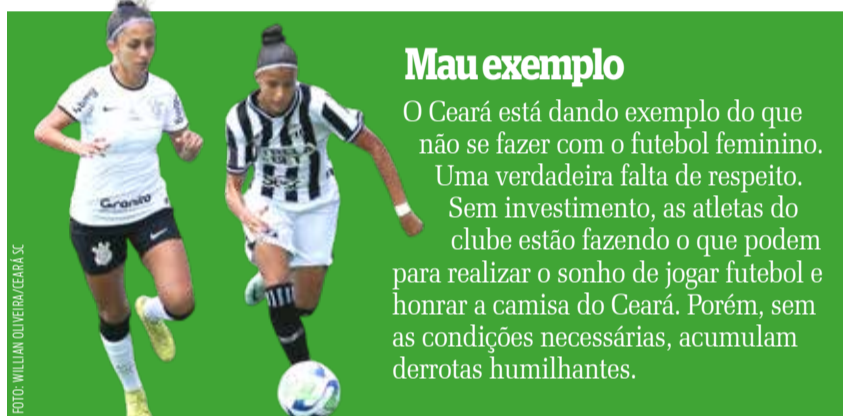 Mau exemplo
O Ceará está dando exemplo do que
não se fazer com o futebol feminino.
Uma verdadeira falta de respeito.
Sem investimento, as atletas do
clube estão fazendo o que podem
para realizar o sonho de jogar futebol e
honrar a camisa do Ceará. Porém, sem
as condições necessárias, acumulam
derrotas humilhantes.
FOTO: WILLIAN OLIVEIRA/CEARÁ SC
Granito